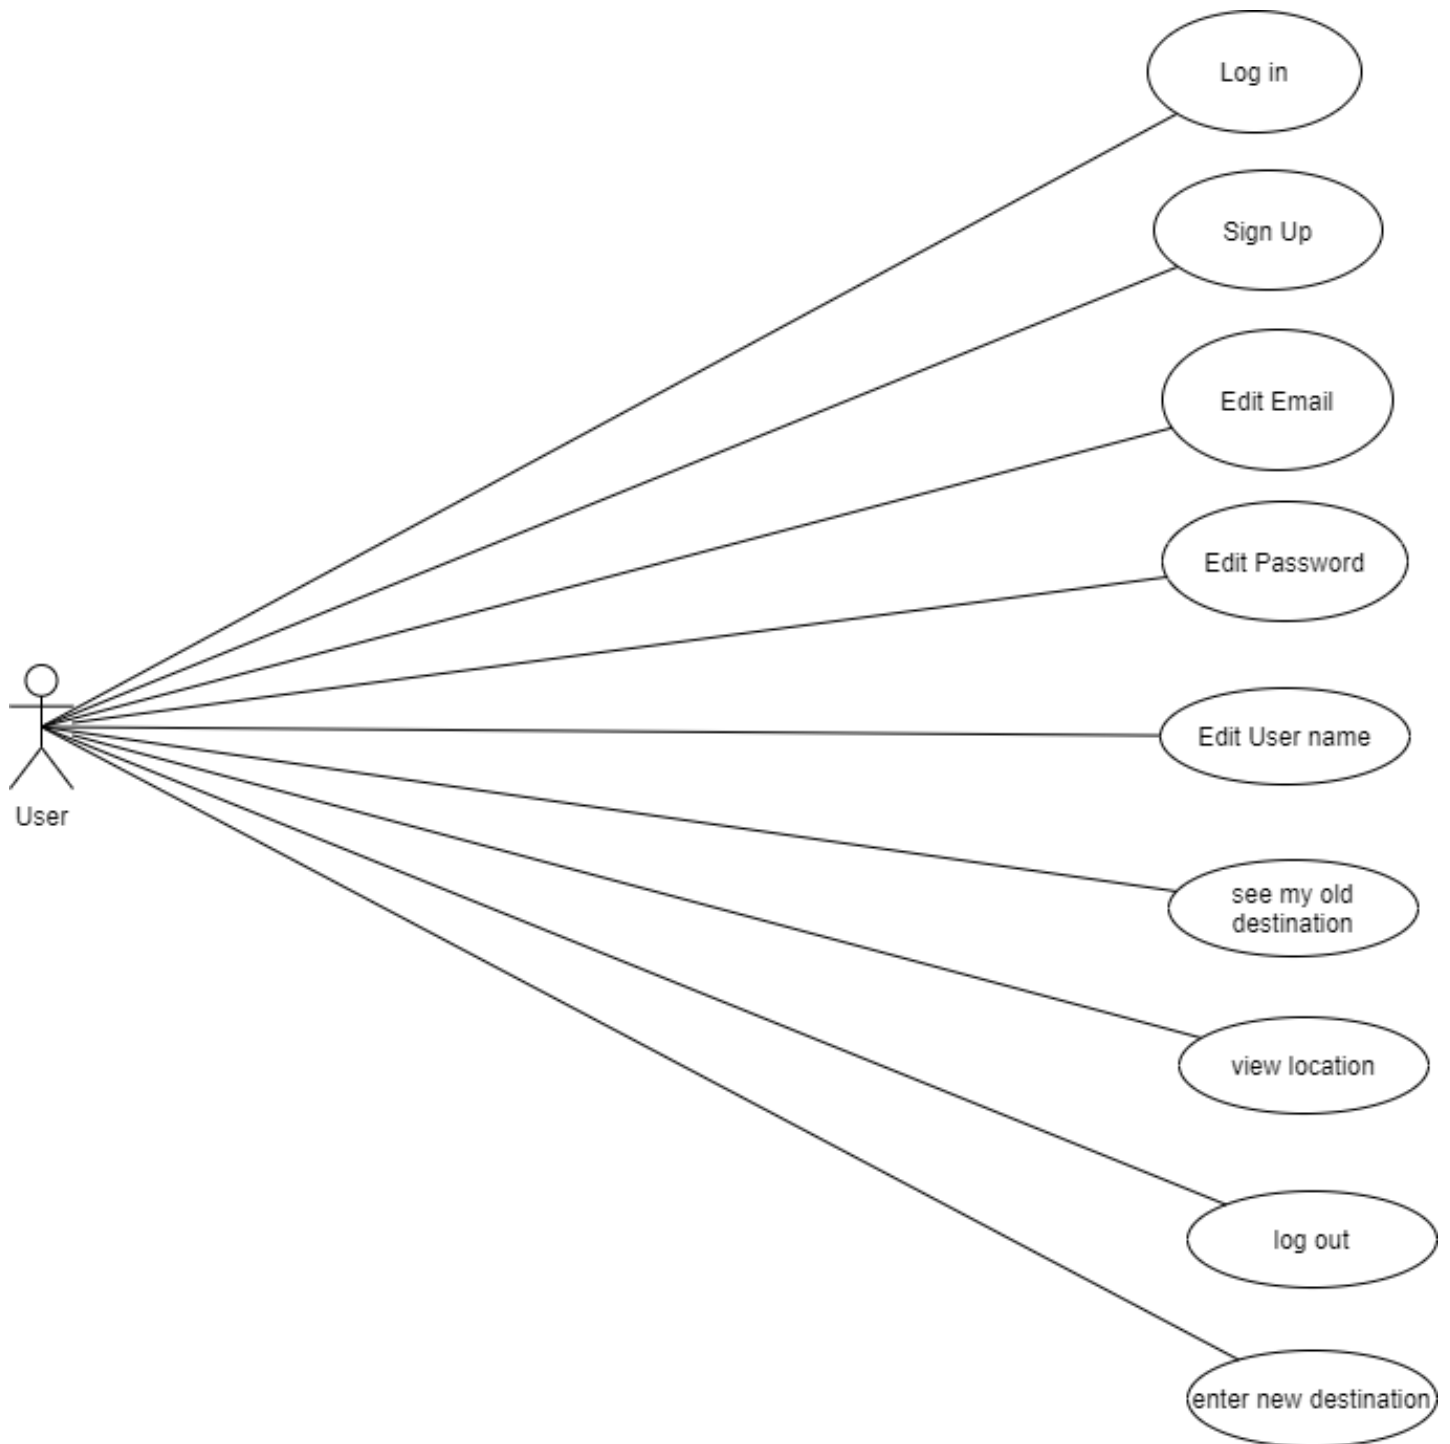 Log in
Sign Up
Edit Email
Edit Password
Edit User name
User
see my old
destination
view location
log out
enter new destination